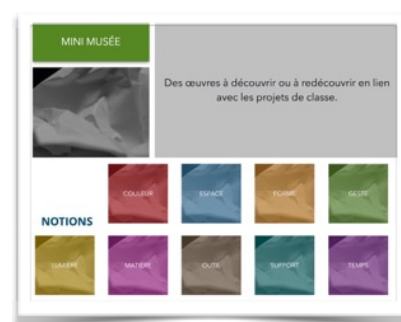 MINI MUSÉE
Des œuvres à découvrir ou à redécouvrir en lien
avec les projets de classe.
COULEUR
ESPACE
FORME
GESTE
NOTIONS
LUMIÈRE
MATIÈRE
OUTIL
SUPPORT
TEMPS